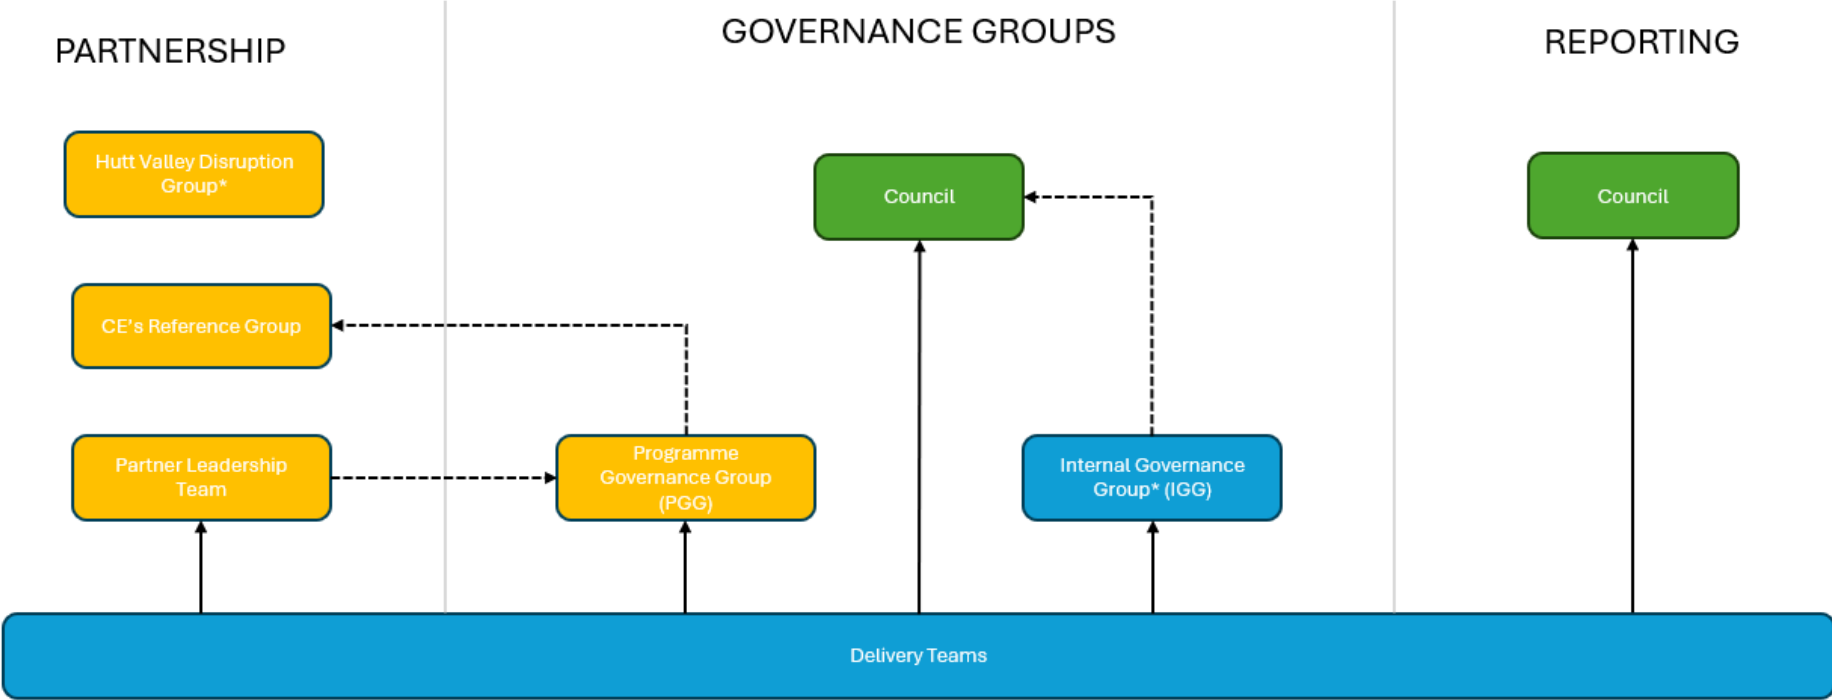 PARTNERSHIP
GOVERNANCE GROUPS
REPORTING
Hutt Valley Disruption
Group*
Council
Council
CE's Reference Group
Partner Leadership
Team
Programme
Governance Group
(PGG)
Internal Governance
Group* (IGG)
Delivery Teams